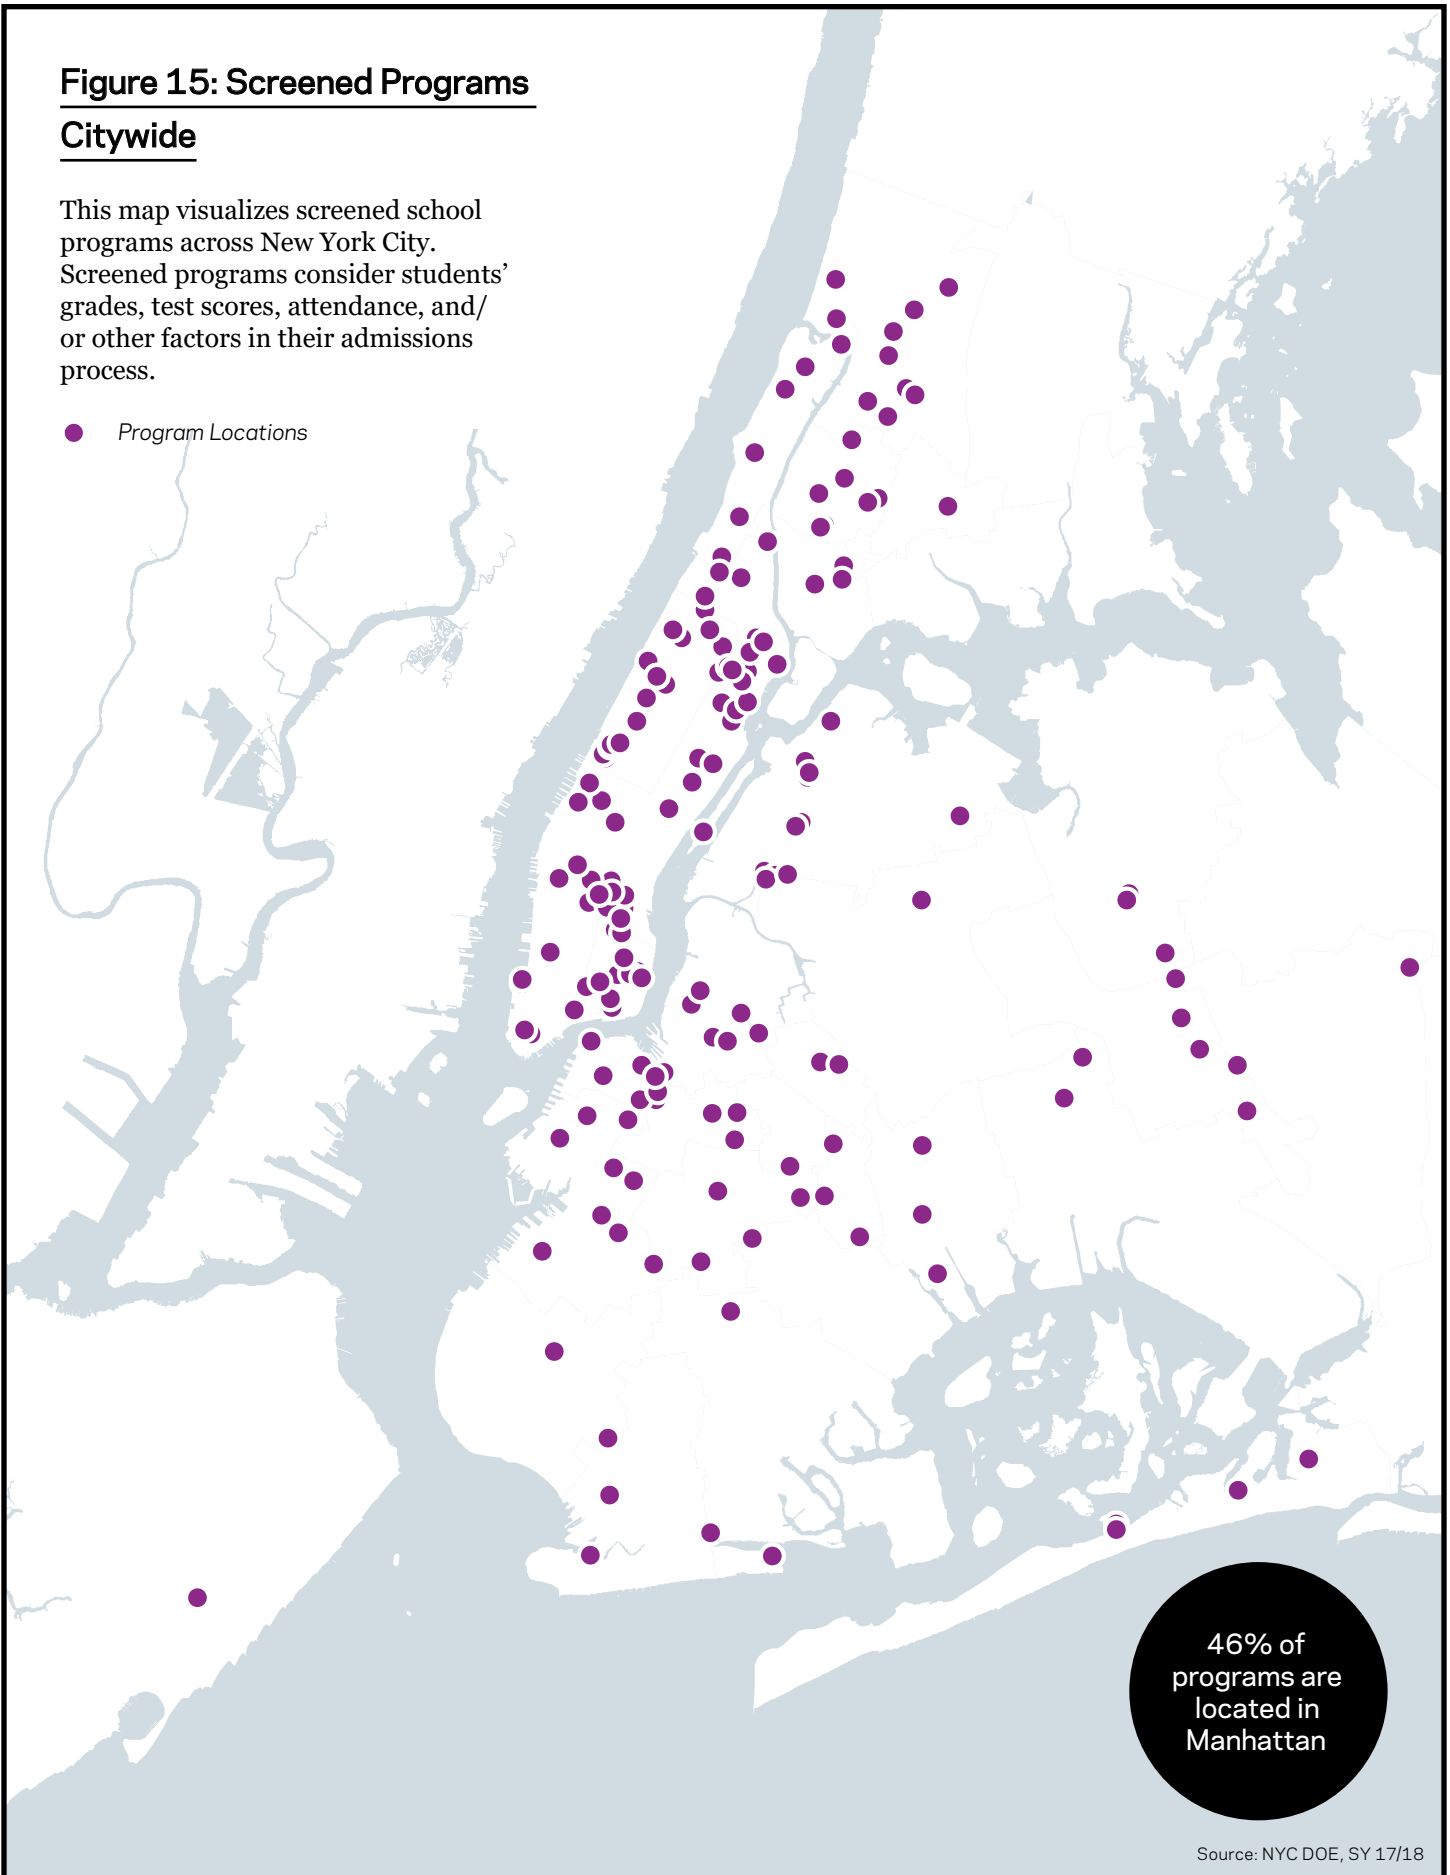 Figure 15: Screened Programs
Citywide
This map visualizes screened school
programs across New York City.
Screened programs consider students’
grades, test scores, attendance, and/
or other factors in their admissions
process.
Program Locations
46% of
programs are
located in
Manhattan
Source: NYC DOE, SY 17/18